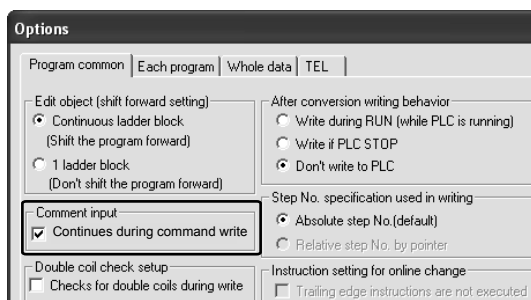 Options
Program common
Each program
Whole data
TEL
Edit object (shift forward setting)
Continuous ladder block
(Shift the program forward)
1 ladder block
(Don't shift the program forward)
Comment input
Continues during command write
Double coil check setup
Checks for double coils during write
After conversion writing behavior
Write during RUN (while PLC is running)
Write if PLC STOP
Don't write to PLC
Step No. specification used in writing
Absolute step No.(default)
Relative step No. by pointer
Instruction setting for online change
Trailing edge instructions are not executed